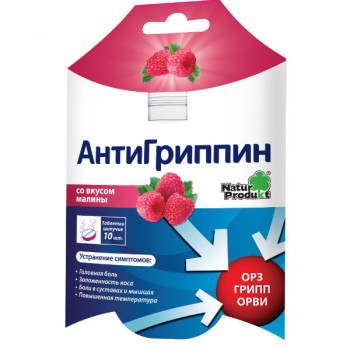 АнтиГриппин
со вкусом
малины
Natur
Produkt
Таблетки
шипучие
10 шт.
Устранение симптомов:
• Головная боль
• Заложенность носа
• Боли в суставах и мышцах
• Повышенная температура
ОРЗ
ГРИПП
ОРВИ